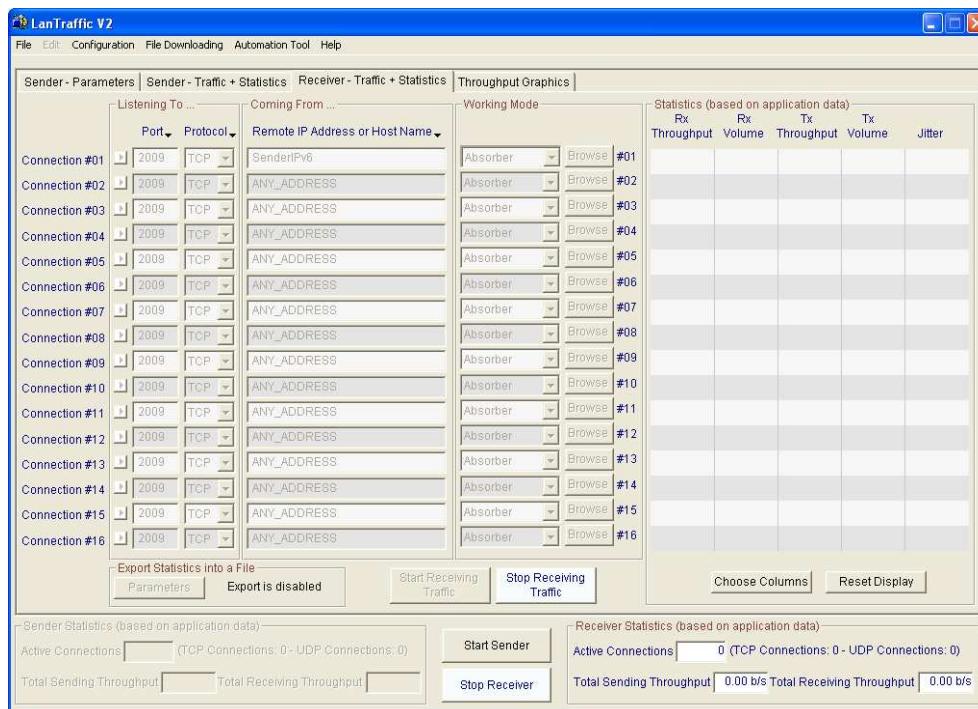 LanTraffic V2
File Edit Configuration File Downloading Automation Tool Help
Sender - Parameters Sender - Traffic + Statistics Receiver - Traffic + Statistics Throughput Graphics
Listening To ... Coming From ... Working Mode Statistics (based on application data)
Port Protocol Remote IP Address or Host Name Rx Throughput Rx Volume Tx Throughput Tx Volume Jitter
Connection #01 2009 TCP SenderIPv6 Absorber Browse #01
Connection #02 2009 TCP ANY_ADDRESS Absorber Browse #02
Connection #03 2009 TCP ANY_ADDRESS Absorber Browse #03
Connection #04 2009 TCP ANY_ADDRESS Absorber Browse #04
Connection #05 2009 TCP ANY_ADDRESS Absorber Browse #05
Connection #06 2009 TCP ANY_ADDRESS Absorber Browse #06
Connection #07 2009 TCP ANY_ADDRESS Absorber Browse #07
Connection #08 2009 TCP ANY_ADDRESS Absorber Browse #08
Connection #09 2009 TCP ANY_ADDRESS Absorber Browse #09
Connection #10 2009 TCP ANY_ADDRESS Absorber Browse #10
Connection #11 2009 TCP ANY_ADDRESS Absorber Browse #11
Connection #12 2009 TCP ANY_ADDRESS Absorber Browse #12
Connection #13 2009 TCP ANY_ADDRESS Absorber Browse #13
Connection #14 2009 TCP ANY_ADDRESS Absorber Browse #14
Connection #15 2009 TCP ANY_ADDRESS Absorber Browse #15
Connection #16 2009 TCP ANY_ADDRESS Absorber Browse #16
Export Statistics into a File
Parameters Export is disabled
Start Receiving Traffic Stop Receiving Traffic
Choose Columns Reset Display
Sender Statistics (based on application data)
Active Connections (TCP Connections: 0 - UDP Connections: 0)
Total Sending Throughput Total Receiving Throughput
Start Sender
Stop Receiver
Receiver Statistics (based on application data)
Active Connections 0 (TCP Connections: 0 - UDP Connections: 0)
Total Sending Throughput 0.00 b/s Total Receiving Throughput 0.00 b/s